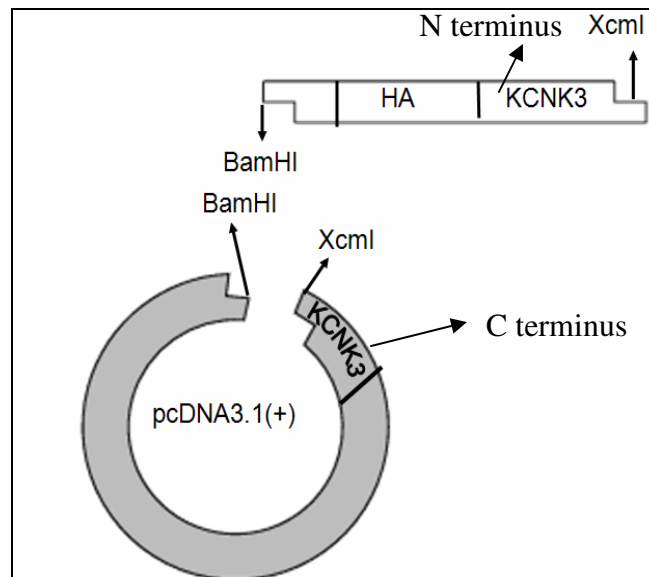 N terminus XcmI
HA KCNK3
BamHI
BamHI
XcmI
KCNK3
C terminus
pcDNA3.1(+)